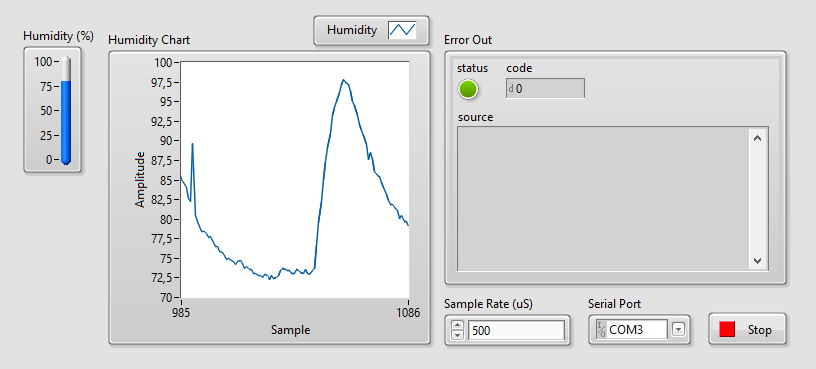 Humidity (%)
100
75
50
25
0
Humidity Chart
Humidity
Amplitude
100
97,5
95
92,5
90
87,5
85
82,5
80
77,5
75
72,5
70
985
1086
Sample
Error Out
status
code
d 0
source
Sample Rate (uS)
500
Serial Port
I/O
COM3
Stop